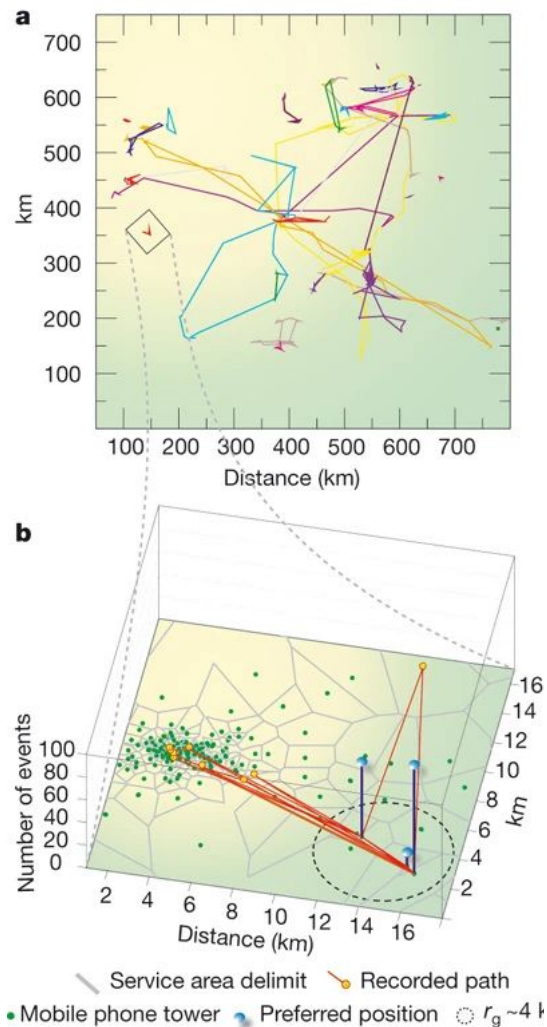 a
700
600
500
400
300
200
100
km
100 200 300 400 500 600 700
Distance (km)
b
100
80
60
40
20
0
Number of events
2 4 6 8 10 12 14 16
Distance (km)
16
14
12
10
8
6
4
2
km
Service area delimit Recorded path
Mobile phone tower Preferred position rg ~4 k